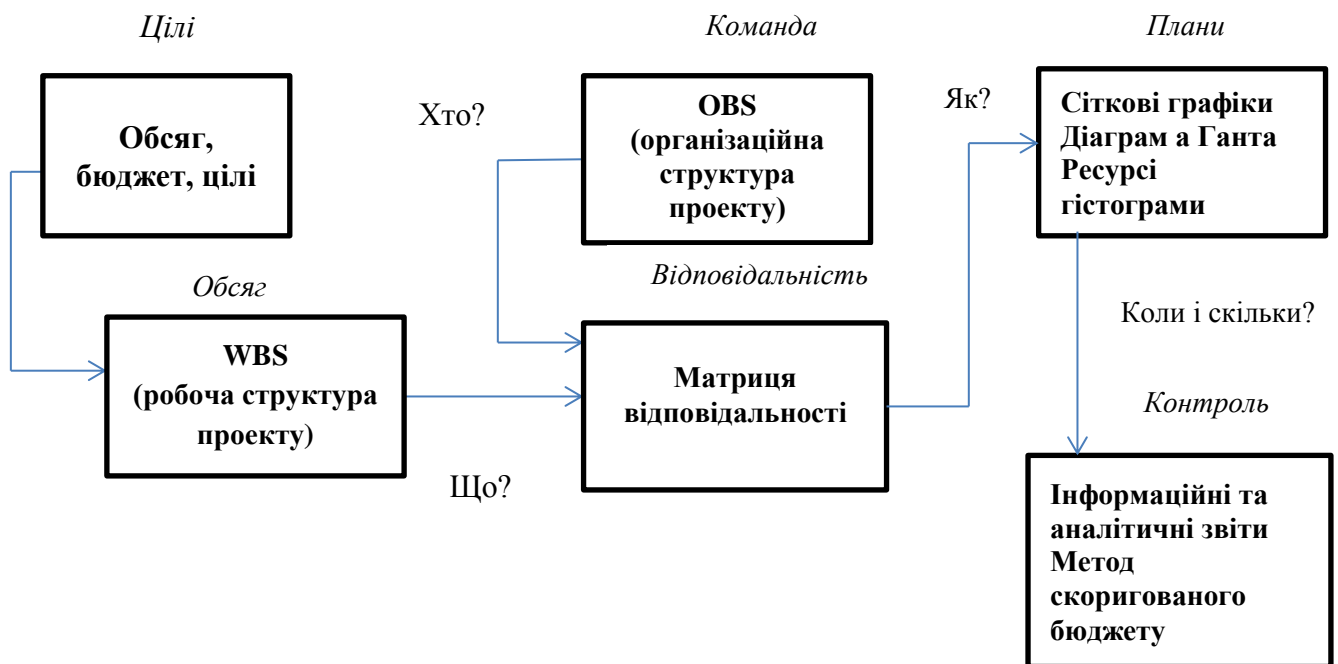 Цілі
Обсяг,
бюджет, цілі
Обсяг
WBS
(робоча структура
проекту)
Що?
Команда
Хто?
OBS
(організаційна
структура
проекту)
Відповідальність
Матриця
відповідальності
Плани
Як?
Сіткові графіки
Діаграм а Ганта
Ресурсі
гістограми
Коли і скільки?
Контроль
Інформаційні та
аналітичні звіти
Метод
скоригованого
бюджету